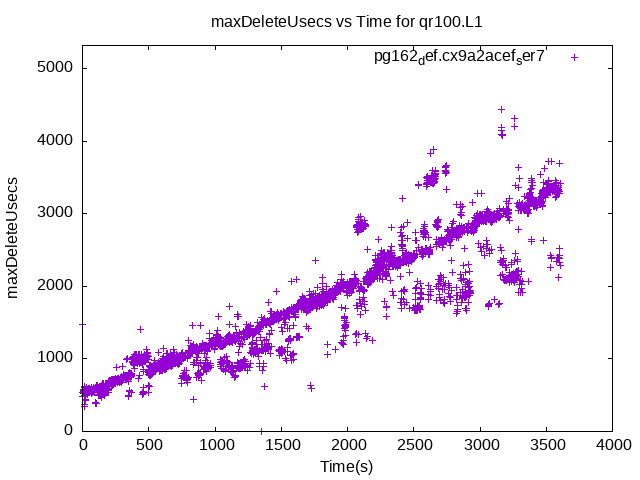 maxDeleteUsecs vs Time for qr100.L1
pg162def.cx9a2acefser7
5000
4000
3000
2000
1000
0
maxDeleteUsecs
0 500 1000 1500 2000 2500 3000 3500 4000
Time(s)